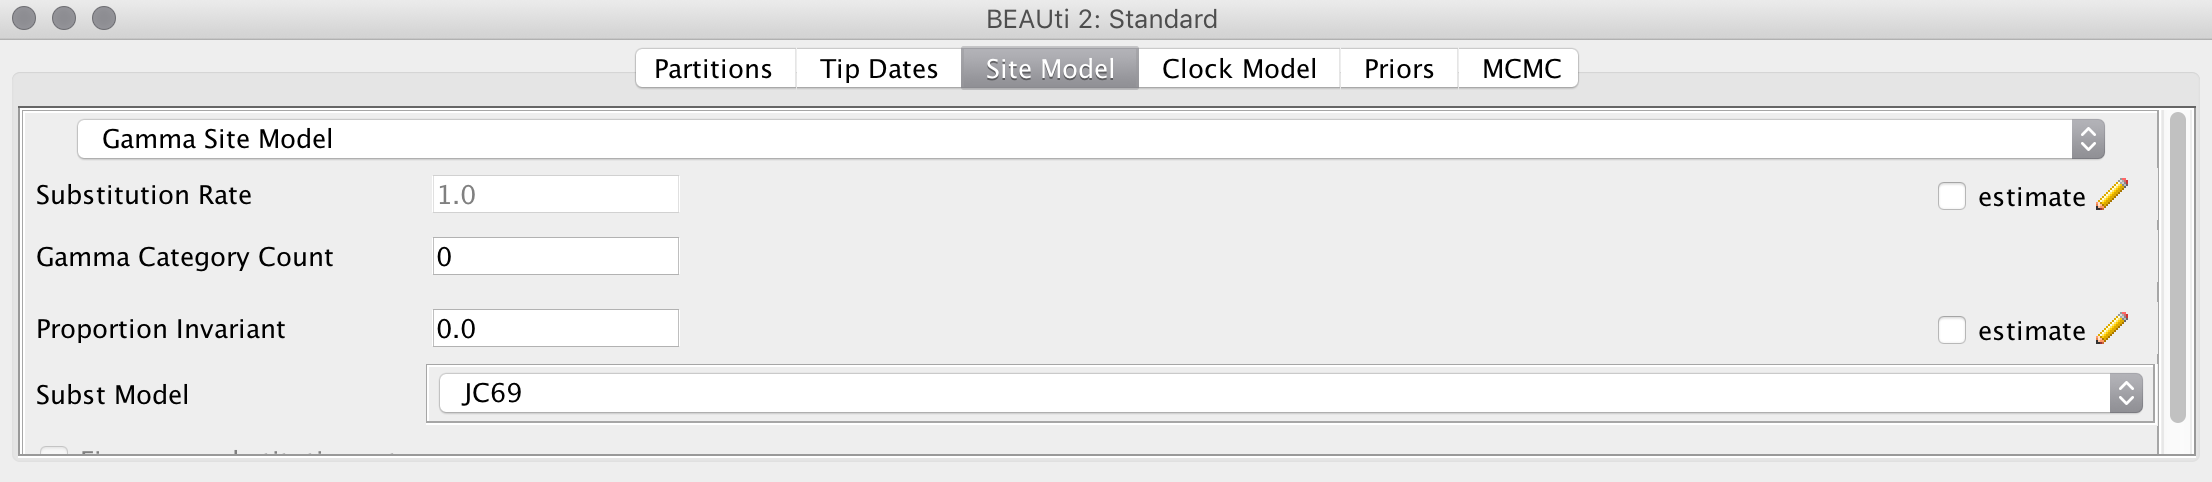 BEAUti 2: Standard
Partitions Tip Dates Site Model Clock Model Priors MCMC
Gamma Site Model
Substitution Rate 1.0 estimate
Gamma Category Count 0
Proportion Invariant 0.0 estimate
Subst Model JC69